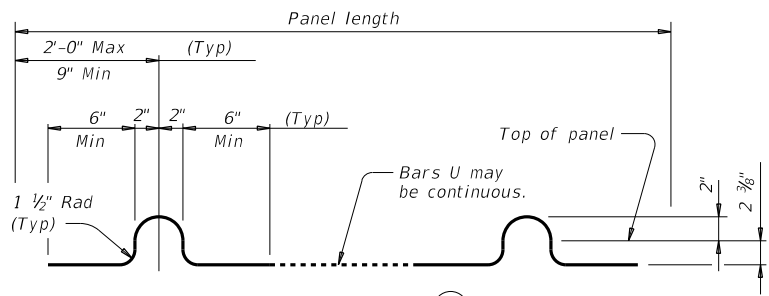 Panel length
2'-0" Max
(Typ)
9" Min
6"
2"
2"
6"
(Typ)
Min
Min
Top of panel
Bars U may
be continuous.
1 ½" Rad
(Typ)
2"
2 ⅜"